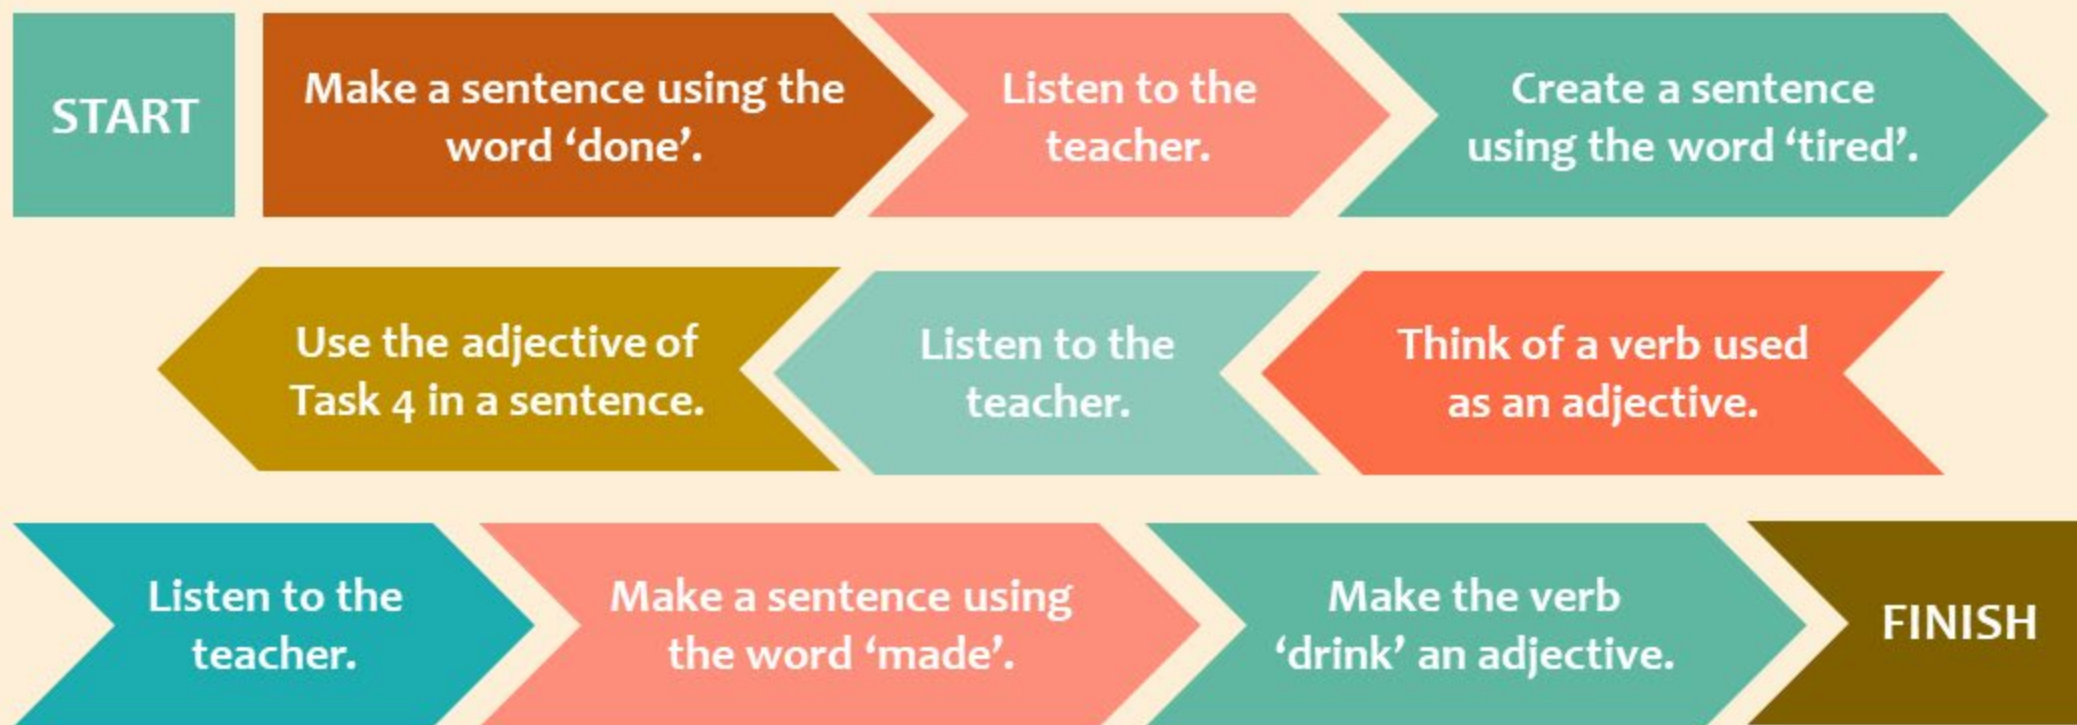 START
Make a sentence using the
word ‘done’.
Listen to the
teacher.
Create a sentence
using the word ‘tired’.
Think of a verb used
as an adjective.
Listen to the
teacher.
Use the adjective of
Task 4 in a sentence.
Listen to the
teacher.
Make a sentence using
the word ‘made’.
Make the verb
‘drink’ an adjective.
FINISH